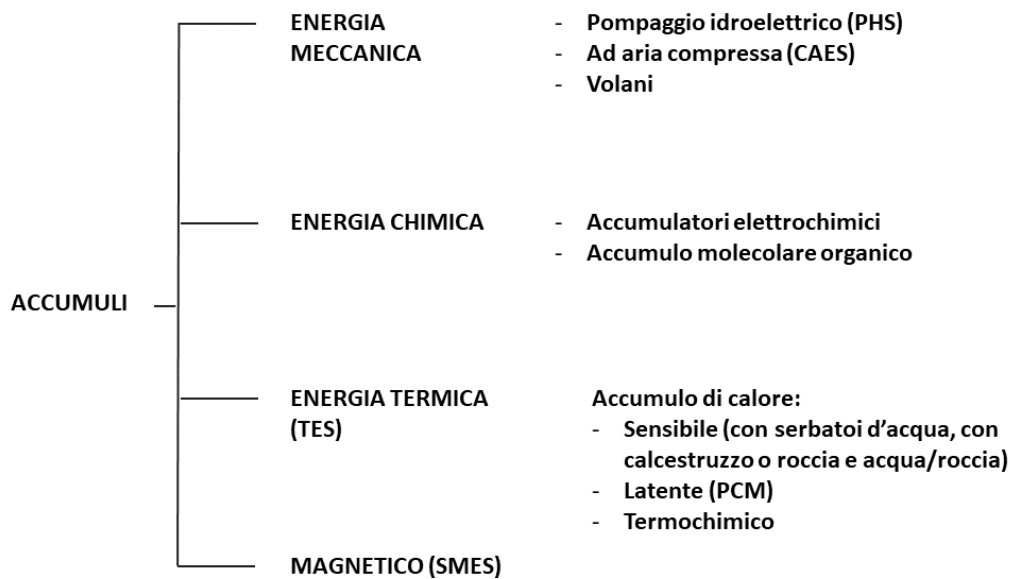 ENERGIA
MECCANICA
- Pompaggio idroelettrico (PHS)
- Ad aria compressa (CAES)
- Volani
ENERGIA CHIMICA
- Accumulatori elettrochimici
- Accumulo molecolare organico
ACCUMULI
ENERGIA TERMICA
(TES)
Accumulo di calore:
- Sensibile (con serbatoi d'acqua, con
calcestruzzo o roccia e acqua/roccia)
- Latente (PCM)
- Termochimico
MAGNETICO (SMES)